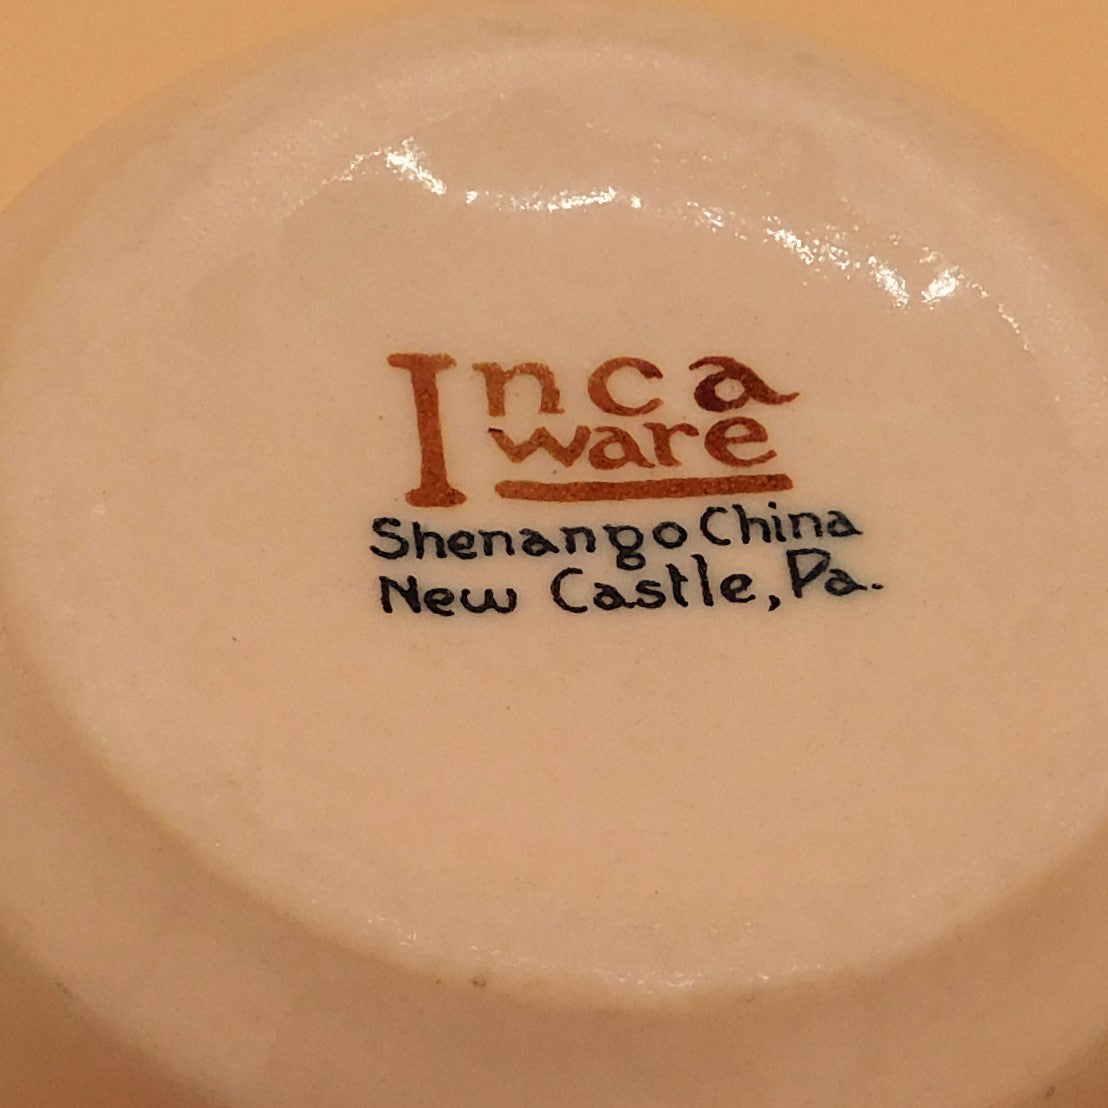 Inca
ware
Shenango China
New Castle, Pa.